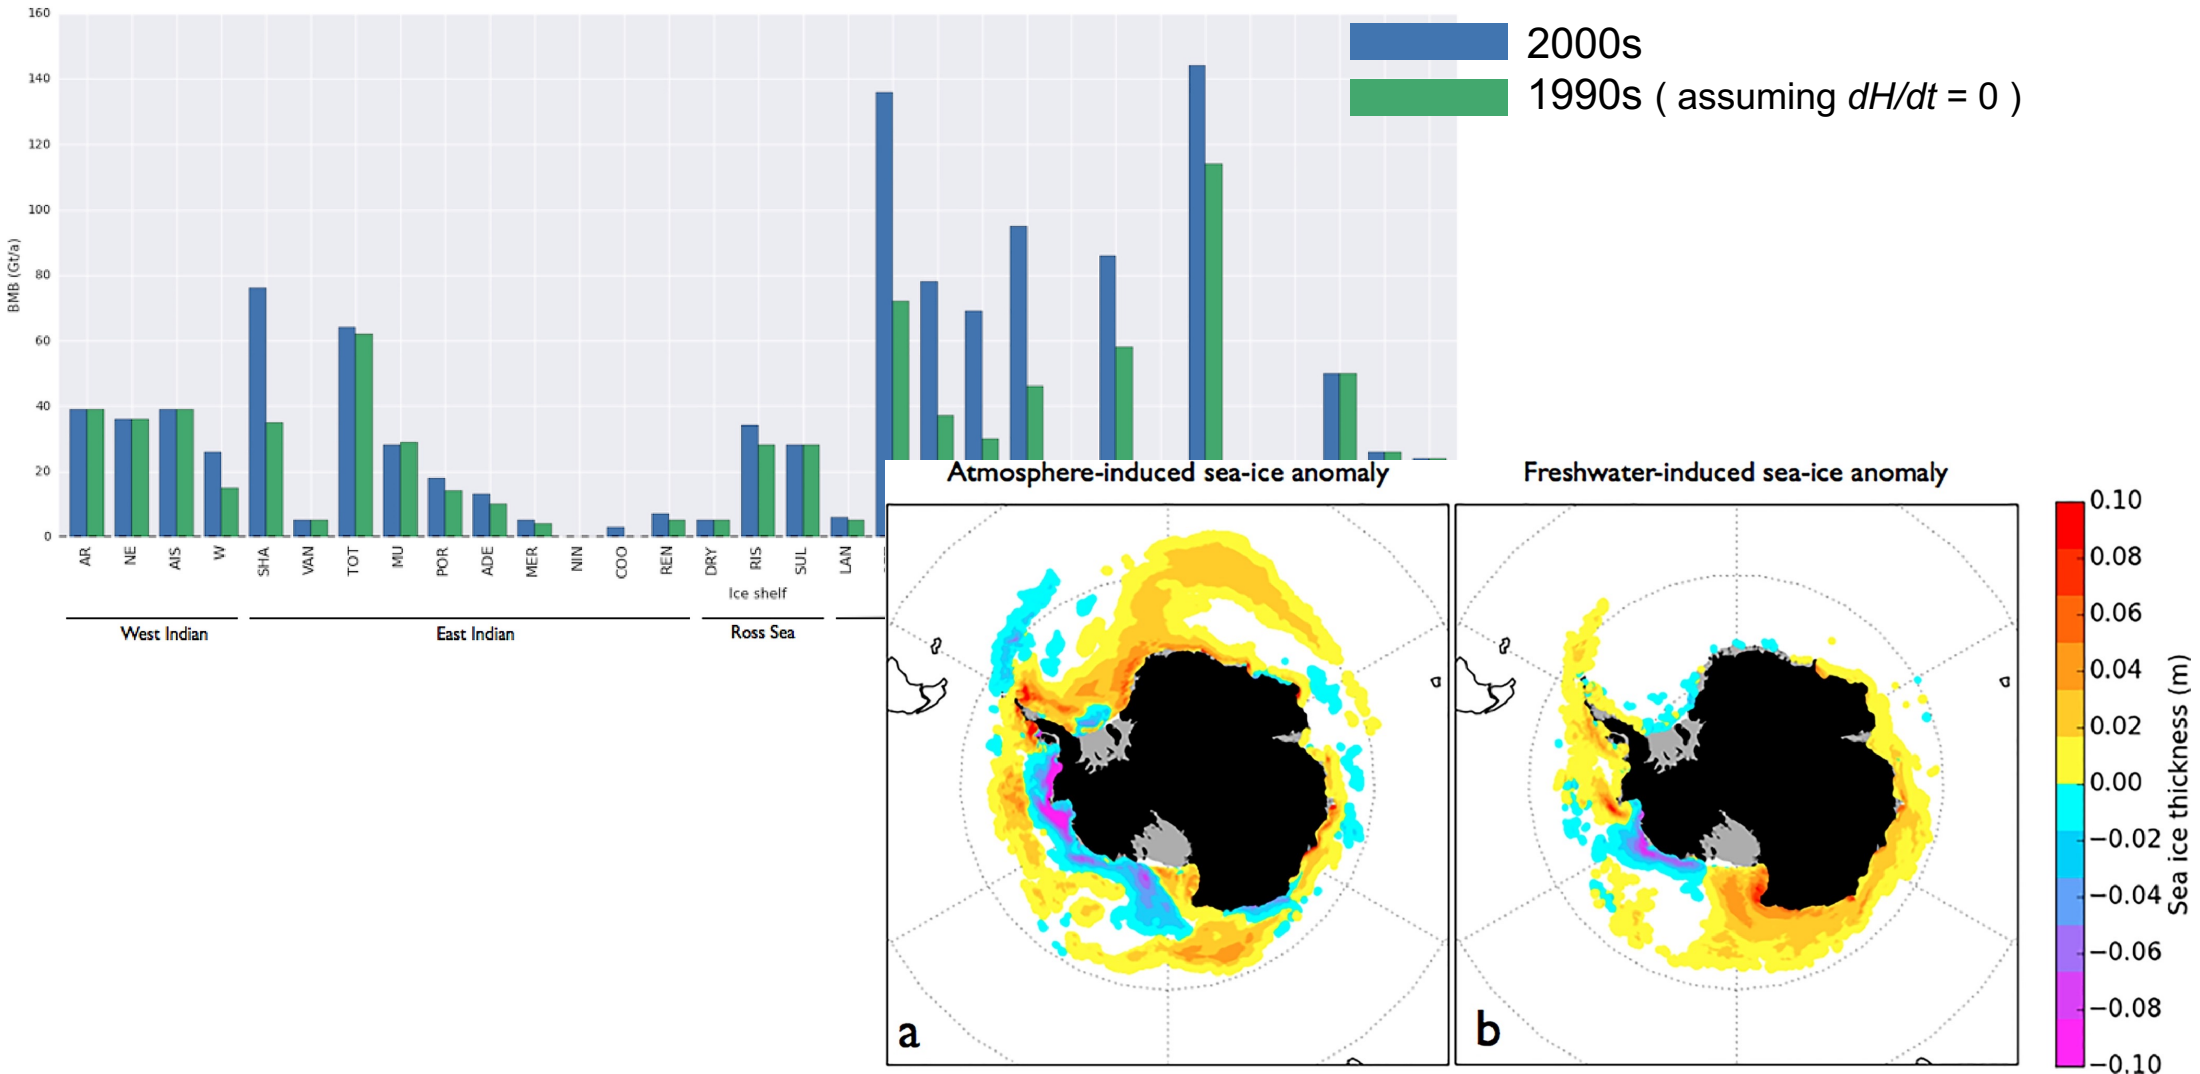 2000s
1990s ( assuming dH/dt = 0 )
160
140
120
100
80
60
40
20
0
BMB (Gt/a)
AR NE AIS W SHA VAN TOT MU POR ADE MER NIN COO REN DRY RIS SUL LAN
Ice shelf
West Indian East Indian Ross Sea
Atmosphere-induced sea-ice anomaly
Freshwater-induced sea-ice anomaly
a
b
0.10
0.08
0.06
0.04
0.02
0.00
−0.02
−0.04
−0.06
−0.08
−0.10
Sea ice thickness (m)